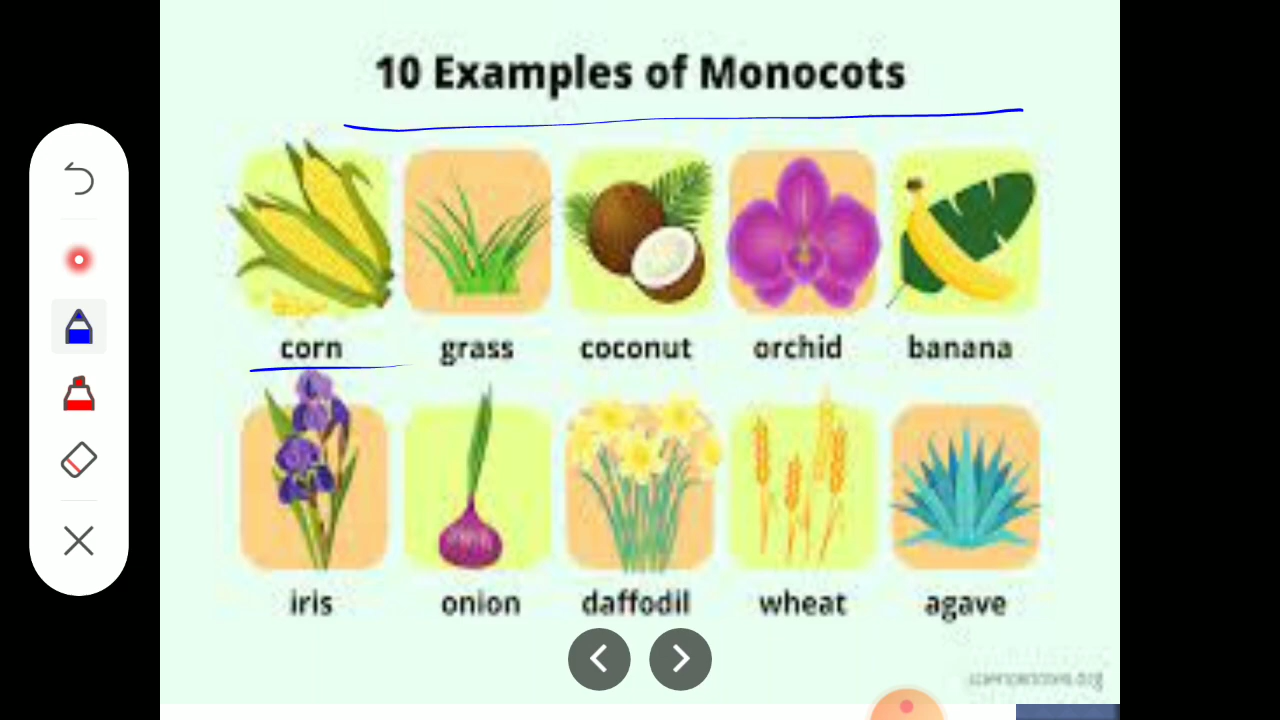 10 Examples of Monocots
corn grass coconut orchid banana
iris onion daffodil wheat agave